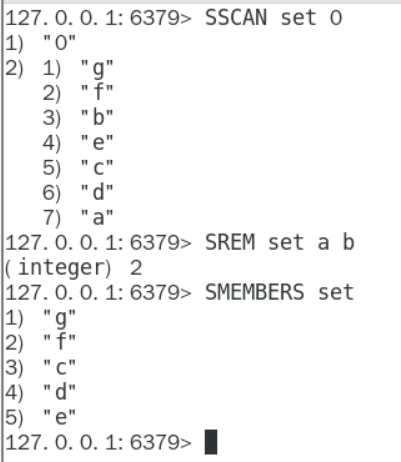 127.0.0.1:6379> SSCAN set 0
1) "0"
2) 1) "g"
   2) "f"
   3) "b"
   4) "e"
   5) "c"
   6) "d"
   7) "a"
127.0.0.1:6379> SREM set a b
(integer) 2
127.0.0.1:6379> SMEMBERS set
1) "g"
2) "f"
3) "c"
4) "d"
5) "e"
127.0.0.1:6379>